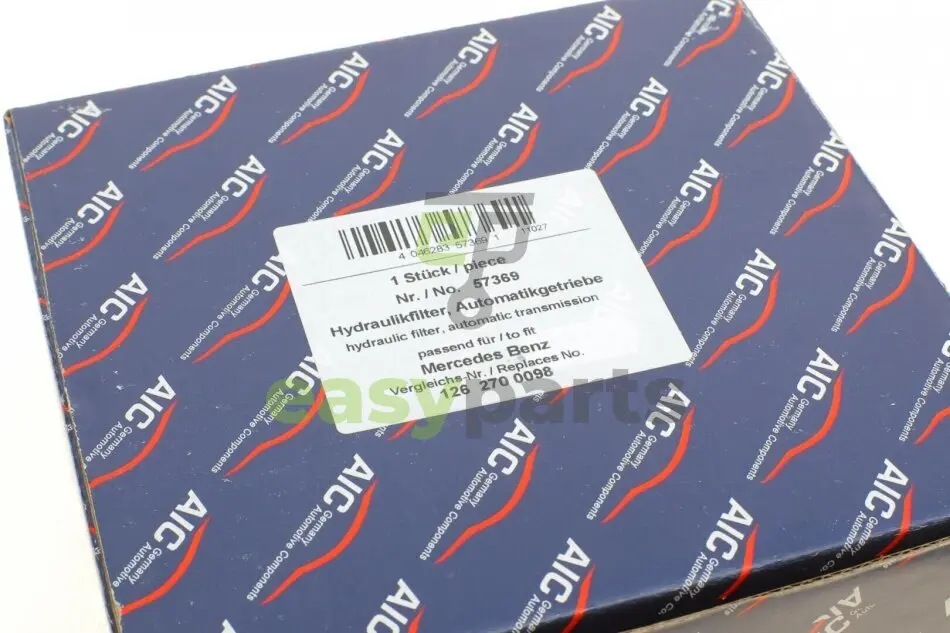 4 046283 57369 1
11027
1 Stück / piece
Nr. / No. 57369
Hydraulikfilter, Automatikgetriebe
hydraulic filter, automatic transmission
passend für / to fit
Mercedes Benz
Vergleichs-Nr. / Replaces No.
126 270 0098
easyparts
AIC
Germany
Automotive Components